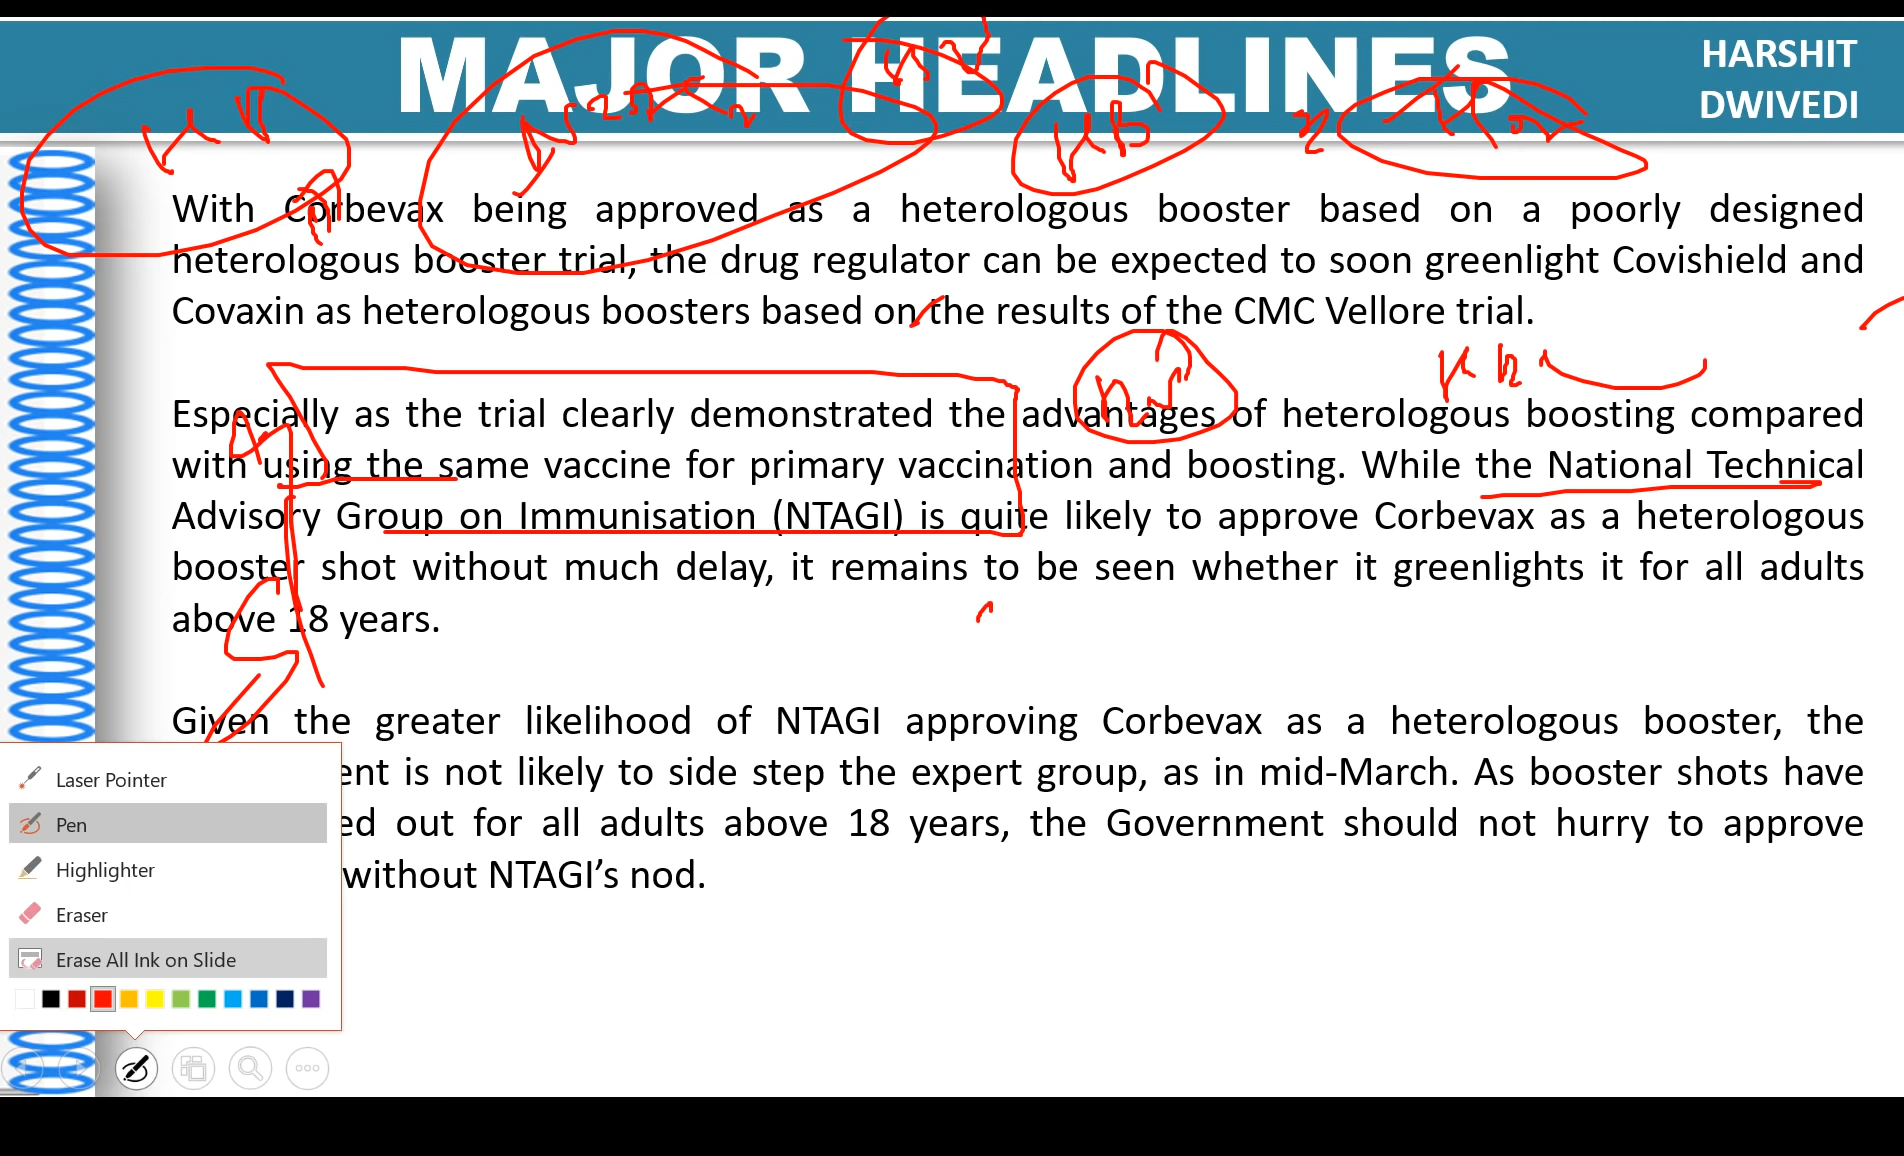 MAJOR HEADLINES
HARSHIT
DWIVEDI
With Corbevax being approved as a heterologous booster based on a poorly designed
heterologous booster trial, the drug regulator can be expected to soon greenlight Covishield and
Covaxin as heterologous boosters based on the results of the CMC Vellore trial.
Especially as the trial clearly demonstrated the advantages of heterologous boosting compared
with using the same vaccine for primary vaccination and boosting. While the National Technical
Advisory Group on Immunisation (NTAGI) is quite likely to approve Corbevax as a heterologous
booster shot without much delay, it remains to be seen whether it greenlights it for all adults
above 18 years.
Given the greater likelihood of NTAGI approving Corbevax as a heterologous booster, the
ent is not likely to side step the expert group, as in mid-March. As booster shots have
ed out for all adults above 18 years, the Government should not hurry to approve
without NTAGI’s nod.
Laser Pointer
Pen
Highlighter
Eraser
Erase All Ink on Slide